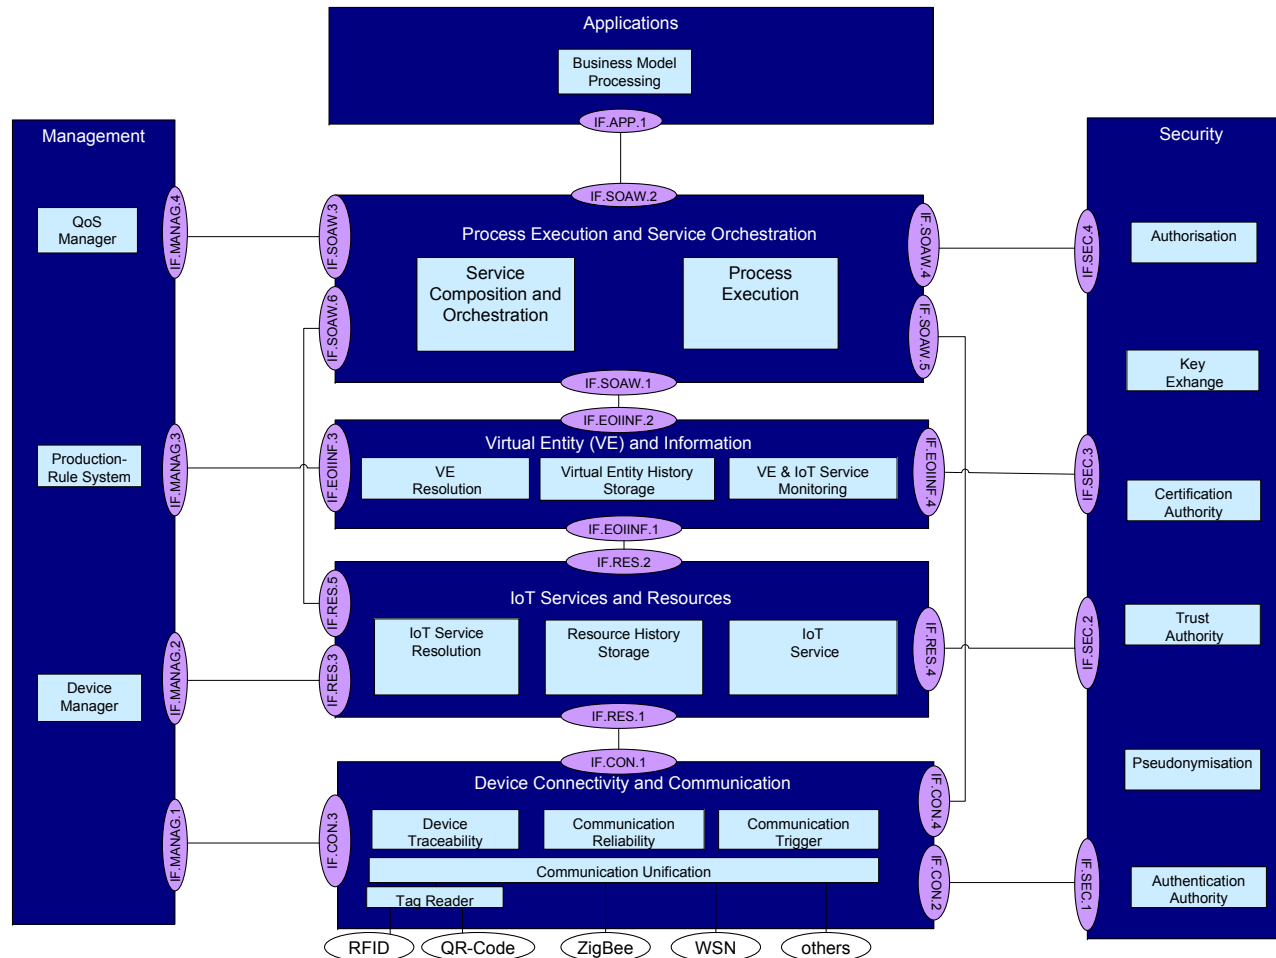 Applications
Business Model
Processing
IF.APP.1
Management
QoS
Manager
Production-
Rule System
Device
Manager
IF.MANAG.4
IF.MANAG.3
IF.MANAG.2
IF.MANAG.1
IF.SOAW.2
IF.SOAW.3
IF.SOAW.6
Process Execution and Service Orchestration
Service
Composition and
Orchestration
Process
Execution
IF.SOAW.4
IF.SOAW.5
IF.SOAW.1
IF.EOIINF.2
IF.EOIINF.3
Virtual Entity (VE) and Information
VE
Resolution
Virtual Entity History
Storage
VE & IoT Service
Monitoring
IF.EOIINF.4
IF.EOIINF.1
IF.RES.2
IF.RES.5
IF.RES.3
IoT Services and Resources
IoT Service
Resolution
Resource History
Storage
IoT
Service
IF.RES.4
IF.RES.1
IF.CON.1
IF.CON.3
Device Connectivity and Communication
Device
Traceability
Communication
Reliability
Communication
Trigger
Communication Unification
Tag Reader
IF.CON.4
IF.CON.2
RFID
QR-Code
ZigBee
WSN
others
Security
IF.SEC.4
IF.SEC.3
IF.SEC.2
IF.SEC.1
Authorisation
Key
Exhange
Certification
Authority
Trust
Authority
Pseudonymisation
Authentication
Authority